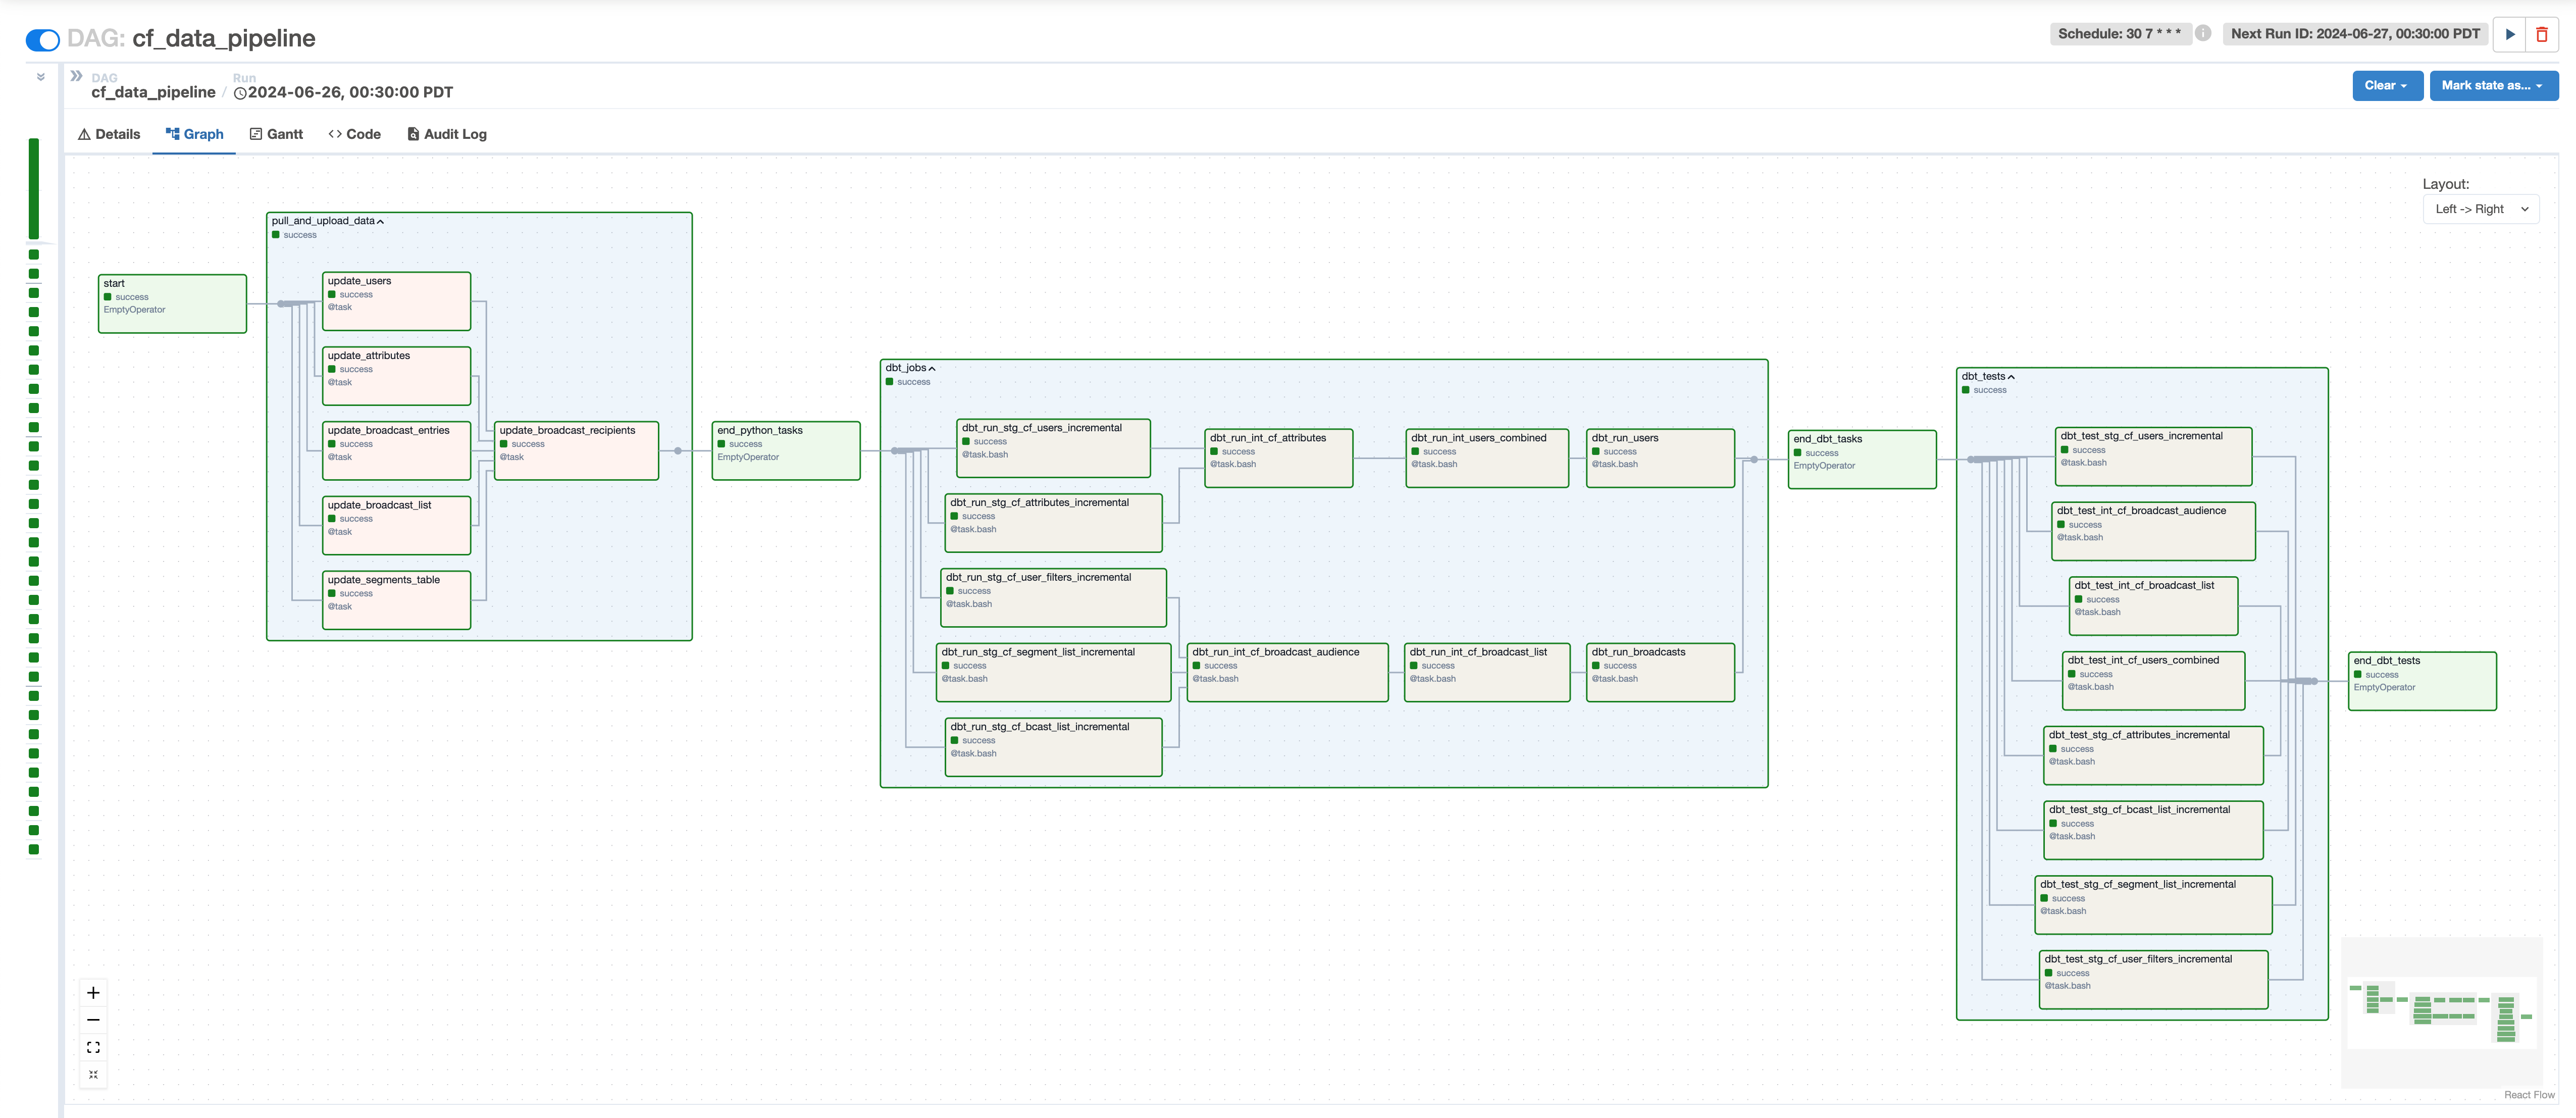 DAG: cf_data_pipeline
Schedule: 30 7 * * *
Next Run ID: 2024-06-27, 00:30:00 PDT
DAG
cf_data_pipeline
/
Run
2024-06-26, 00:30:00 PDT
Clear
Mark state as...
Details
Graph
Gantt
Code
Audit Log
Layout:
Left -> Right
start
success
EmptyOperator
pull_and_upload_data
success
update_users
success
@task
update_attributes
success
@task
update_broadcast_entries
success
@task
update_broadcast_list
success
@task
update_segments_table
success
@task
update_broadcast_recipients
success
@task
end_python_tasks
success
EmptyOperator
dbt_jobs
success
dbt_run_stg_cf_users_incremental
success
@task.bash
dbt_run_stg_cf_attributes_incremental
success
@task.bash
dbt_run_stg_cf_user_filters_incremental
success
@task.bash
dbt_run_stg_cf_segment_list_incremental
success
@task.bash
dbt_run_stg_cf_bcast_list_incremental
success
@task.bash
dbt_run_int_cf_attributes
success
@task.bash
dbt_run_int_users_combined
success
@task.bash
dbt_run_users
success
@task.bash
dbt_run_int_cf_broadcast_audience
success
@task.bash
dbt_run_int_cf_broadcast_list
success
@task.bash
dbt_run_broadcasts
success
@task.bash
end_dbt_tasks
success
EmptyOperator
dbt_tests
success
dbt_test_stg_cf_users_incremental
success
@task.bash
dbt_test_int_cf_broadcast_audience
success
@task.bash
dbt_test_int_cf_broadcast_list
success
@task.bash
dbt_test_int_cf_users_combined
success
@task.bash
dbt_test_stg_cf_attributes_incremental
success
@task.bash
dbt_test_stg_cf_bcast_list_incremental
success
@task.bash
dbt_test_stg_cf_segment_list_incremental
success
@task.bash
dbt_test_stg_cf_user_filters_incremental
success
@task.bash
end_dbt_tests
success
EmptyOperator
React Flow